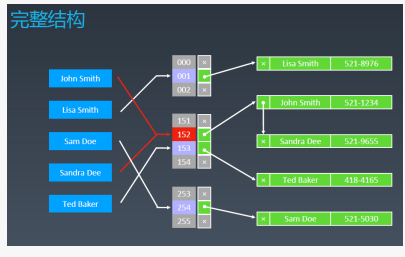 完整结构
000 ×
× Lisa Smith 521-8976
001
John Smith
002 ×
Lisa Smith
× John Smith 521-1234
151 ×
152
Sam Doe
× Sandra Dee 521-9655
153
154 ×
Sandra Dee
× Ted Baker 418-4165
253 ×
Ted Baker
254
× Sam Doe 521-5030
255 ×